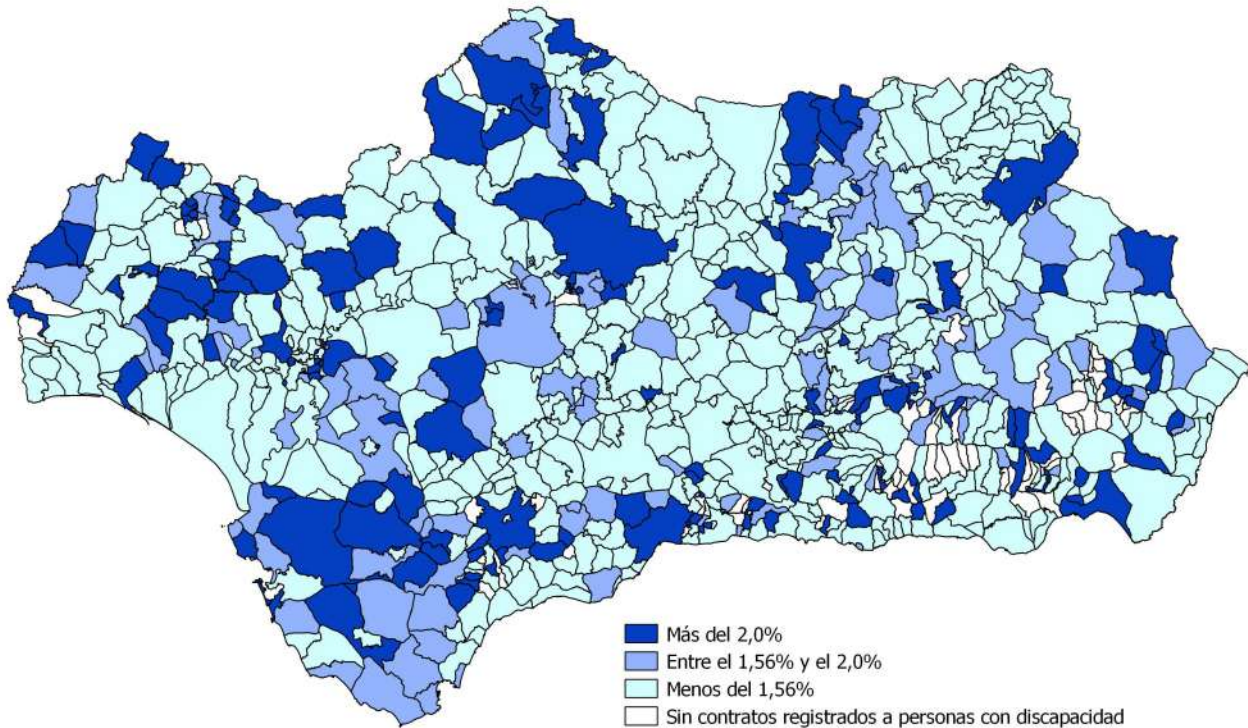 Más del 2,0%
Entre el 1,56% y el 2,0%
Menos del 1,56%
Sin contratos registrados a personas con discapacidad